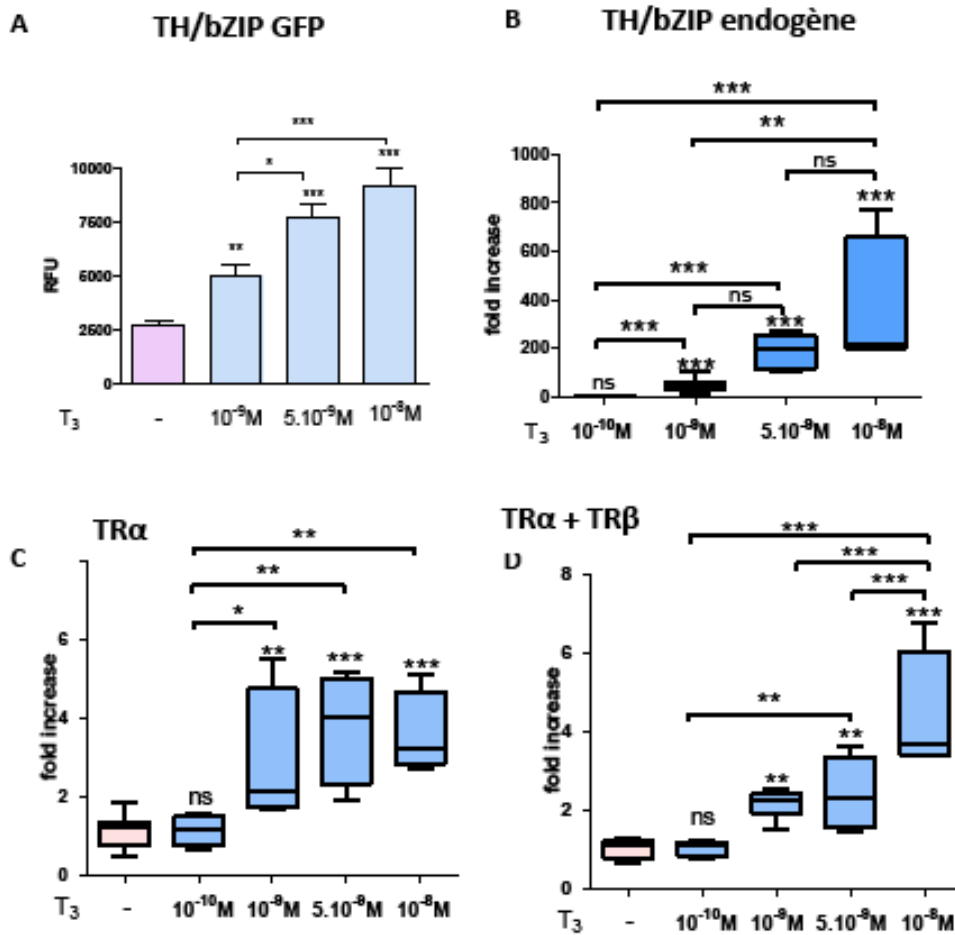 A
TH/bZIP GFP
***
*
***
***
**
10000
7500
5000
2500
0
RFU
T₃ - 10⁻⁹M 5.10⁻⁹M 10⁻⁸M
B
TH/bZIP endogène
***
**
ns
***
***
ns
***
***
***
ns
1000
800
600
400
200
0
fold increase
T₃ 10⁻¹⁰M 10⁻⁹M 5.10⁻⁹M 10⁻⁸M
C
TRα
**
**
*
**
***
***
ns
6
4
2
0
fold increase
T₃ - 10⁻¹⁰M 10⁻⁹M 5.10⁻⁹M 10⁻⁸M
TRα + TRβ
D
***
***
***
***
**
**
**
ns
8
6
4
2
0
fold increase
T₃ - 10⁻¹⁰M 10⁻⁹M 5.10⁻⁹M 10⁻⁸M